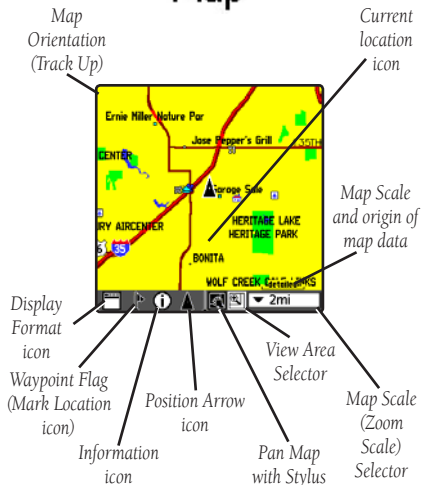 Map
Orientation
(Track Up)
Current
location
icon
Ernie Miller Nature Par
Jose Pepper's Grill
35TH
CENTER
Garage Sale
Map Scale
and origin of
map data
HERITAGE LAKE
HERITAGE PARK
RY AIRCENTER
35
BONITA
WOLF CREEK
detailed
KS
2mi
Display
Format
icon
Waypoint Flag
(Mark Location
icon)
Information
icon
Position Arrow
icon
Pan Map
with Stylus
View Area
Selector
Map Scale
(Zoom
Scale)
Selector